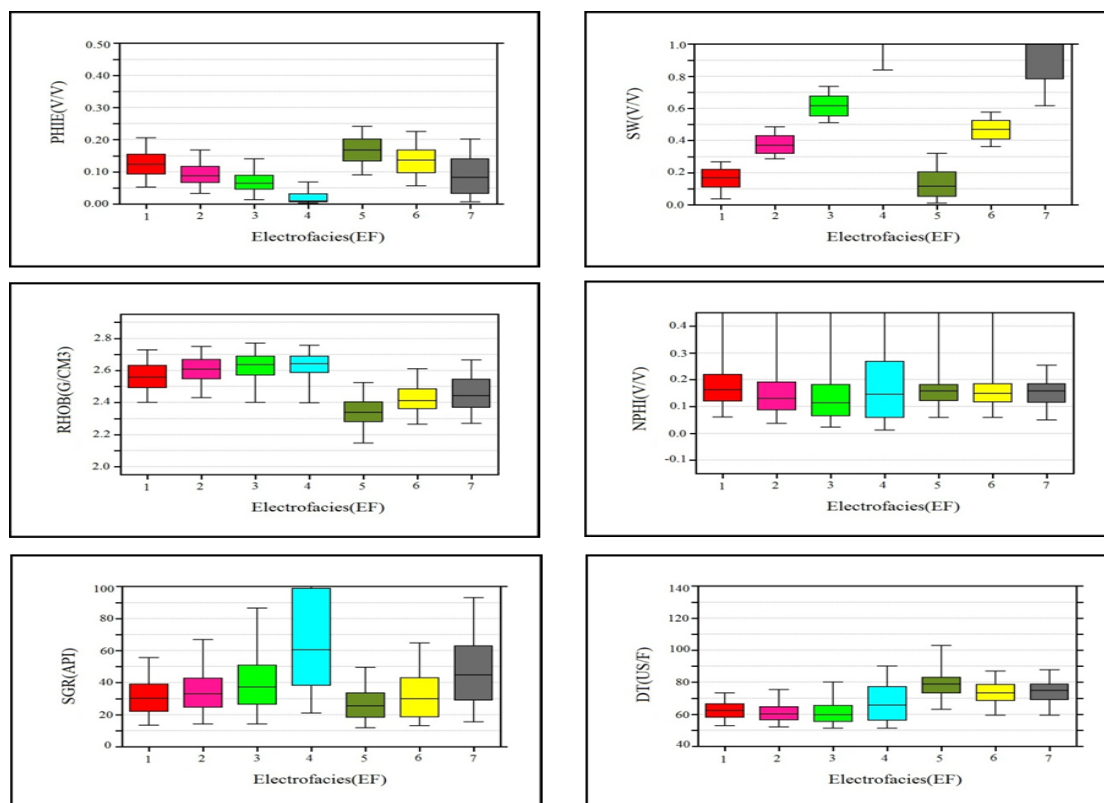 PHIE(V/V)
0.50
0.40
0.30
0.20
0.10
0.00
1 2 3 4 5 6 7
Electrofacies(EF)
SW(V/V)
1.0
0.8
0.6
0.4
0.2
0.0
1 2 3 4 5 6 7
Electrofacies(EF)
RHOB(G/CM3)
2.8
2.6
2.4
2.2
2.0
1 2 3 4 5 6 7
Electrofacies(EF)
NPHI(V/V)
0.4
0.3
0.2
0.1
0.0
-0.1
1 2 3 4 5 6 7
Electrofacies(EF)
SGR(API)
100
80
60
40
20
0
1 2 3 4 5 6 7
Electrofacies(EF)
DT(US/F)
140
120
100
80
60
40
1 2 3 4 5 6 7
Electrofacies(EF)